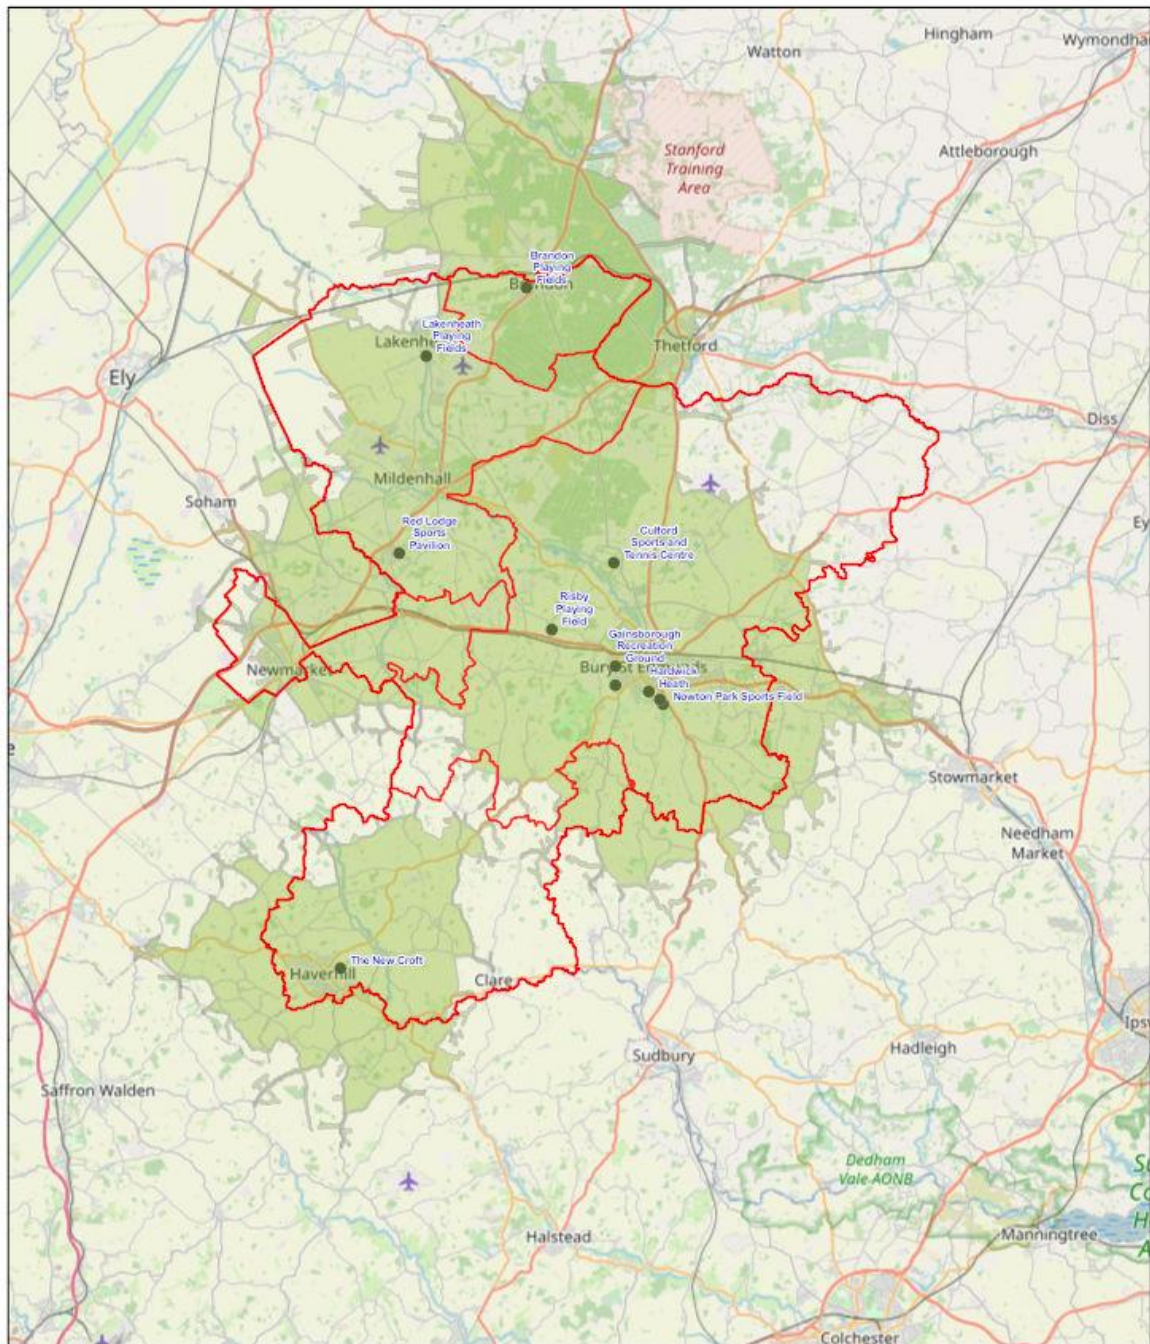 Hingham
Wymondha
Watton
Stanford
Training
Area
Attleborough
Brandon
Playing
Fields
Lakenheath
Playing
Fields
Thetford
Ely
Diss
Mildenhall
Soham
Red Lodge
Sports
Pavilion
Culford
Sports and
Tennis Centre
Ey
Risby
Playing
Field
Gainsborough
Recreation
Ground
Newmarket
Hardwick
Heath
Nowton Park Sports Field
e
Stowmarket
Needham
Market
The New Croft
Haverhill
Clare
Ipsw
Sudbury
Hadleigh
Saffron Walden
Dedham
Vale AONB
Halstead
Manningtree
Colchester